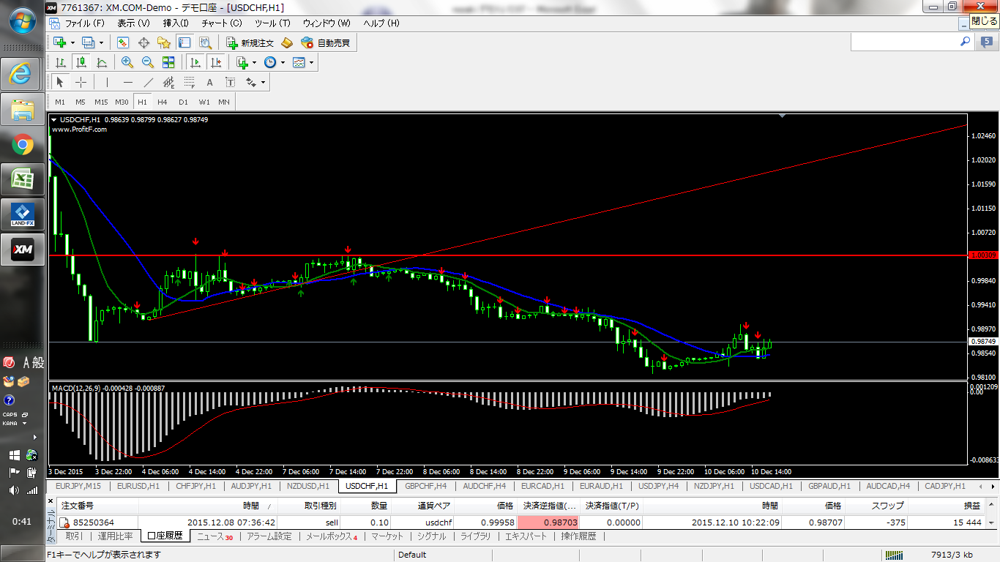 7761367: XM.COM-Demo - デモ口座 - [USDCHF,H1]
閉じる
ファイル (F) 表示 (V) 挿入(I) チャート (C) ツール (T) ウィンドウ (W) ヘルプ (H)
新規注文 自動売買 5
A T
M1 M5 M15 M30 H1 H4 D1 W1 MN
USDCHF,H1 0.98639 0.98799 0.98627 0.98749
www.ProfitF.com
1.02460
1.02020
1.01590
1.01150
1.00720
1.00309
0.99840
0.99410
0.98970
0.98749
0.98540
0.98100
MACD(12,26,9) -0.000428 -0.000887
0.001209
0.00
-0.008633
3 Dec 2015 3 Dec 22:00 4 Dec 06:00 4 Dec 14:00 4 Dec 22:00 7 Dec 06:00 7 Dec 14:00 7 Dec 22:00 8 Dec 06:00 8 Dec 14:00 8 Dec 22:00 9 Dec 06:00 9 Dec 14:00 9 Dec 22:00 10 Dec 06:00 10 Dec 14:00
EURJPY,M15 EURUSD,H1 CHFJPY,H1 AUDJPY,H1 NZDUSD,H1 USDCHF,H1 GBPCHF,H4 AUDCHF,H4 EURCAD,H1 EURAUD,H1 USDJPY,H4 NZDJPY,H1 USDCAD,H1 GBPAUD,H1 AUDCAD,H4 CADJPY,H1
注文番号 時間 / 取引種別 数量 通貨ペア 価格 決済逆指値(... 決済指値(T/P) 時間 価格 スワップ 損益
85250364 2015.12.08 07:36:42 sell 0.10 usdchf 0.99958 0.98703 0.00000 2015.12.10 10:22:09 0.98707 -375 15 444
取引 運用比率 口座履歴 ニュース 30 アラーム設定 メールボックス 4 マーケット シグナル ライブラリ エキスパート 操作履歴
F1キーでヘルプが表示されます Default 7913/3 kb
LAND-FX
XM
A 般
CAPS
KANA
0:41